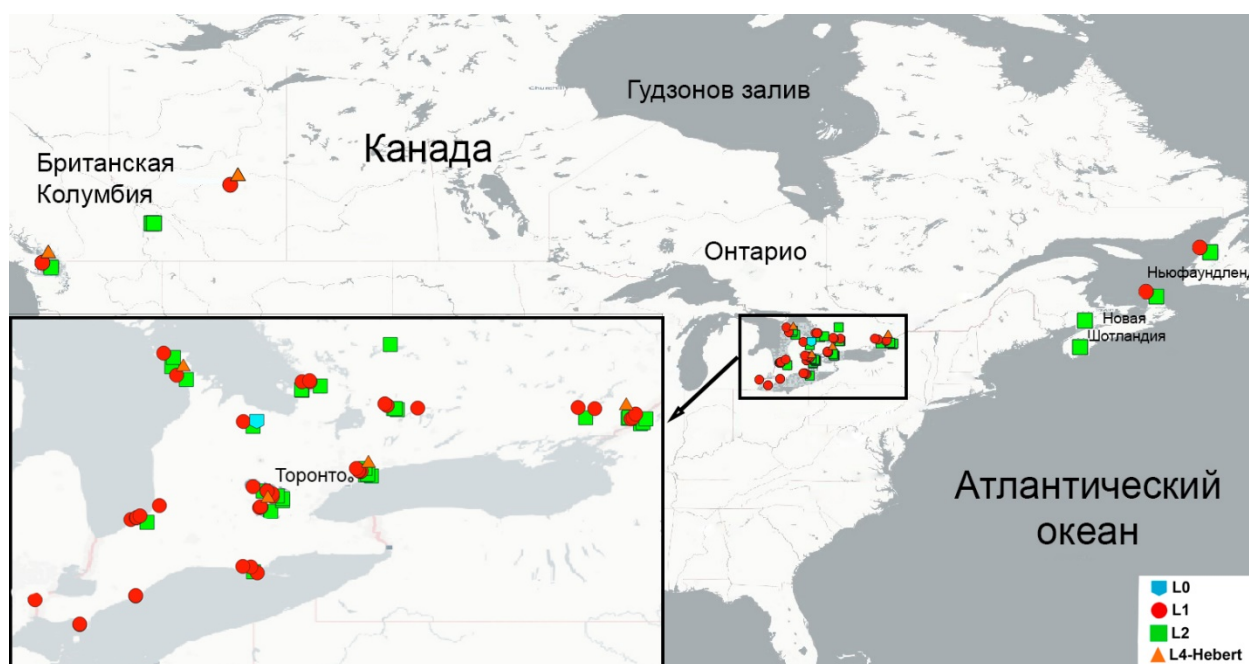 Гудзонов залив
Канада
Британская
Колумбия
Онтарио
Ньюфаундленд
Новая
Шотландия
Торонто
Атлантический
океан
L0
L1
L2
L4-Hebert